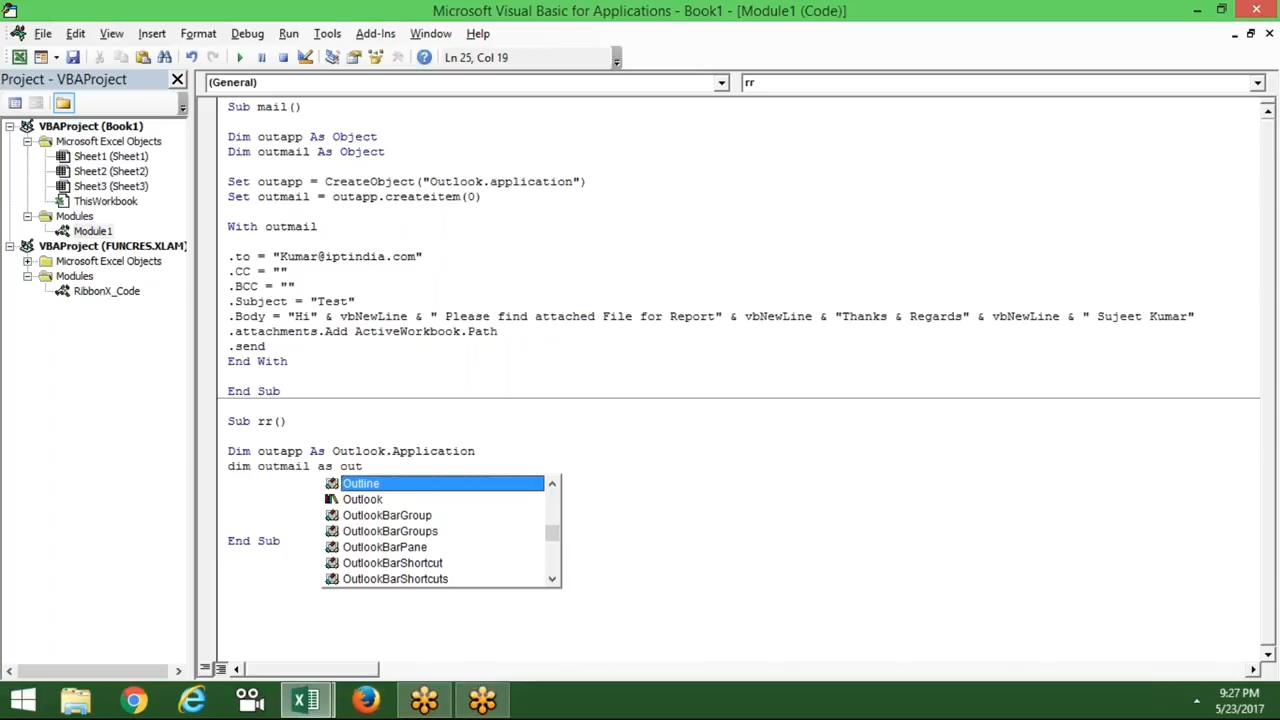 Microsoft Visual Basic for Applications - Book1 - [Module1 (Code)]
File Edit View Insert Format Debug Run Tools Add-Ins Window Help
Ln 25, Col 19
Project - VBAProject
(General)
rr
VBAProject (Book1)
Microsoft Excel Objects
Sheet1 (Sheet1)
Sheet2 (Sheet2)
Sheet3 (Sheet3)
ThisWorkbook
Modules
Module1
VBAProject (FUNCRES.XLAM)
Microsoft Excel Objects
Modules
RibbonX_Code
Sub mail()
Dim outapp As Object
Dim outmail As Object
Set outapp = CreateObject("Outlook.application")
Set outmail = outapp.createitem(0)
With outmail
.to = "Kumar@iptindia.com"
.CC = ""
.BCC = ""
.Subject = "Test"
.Body = "Hi" & vbNewLine & " Please find attached File for Report" & vbNewLine & "Thanks & Regards" & vbNewLine & " Sujeet Kumar"
.attachments.Add ActiveWorkbook.Path
.send
End With
End Sub
Sub rr()
Dim outapp As Outlook.Application
dim outmail as out
Outline
Outlook
OutlookBarGroup
OutlookBarGroups
OutlookBarPane
OutlookBarShortcut
OutlookBarShortcuts
End Sub
9:27 PM
5/23/2017